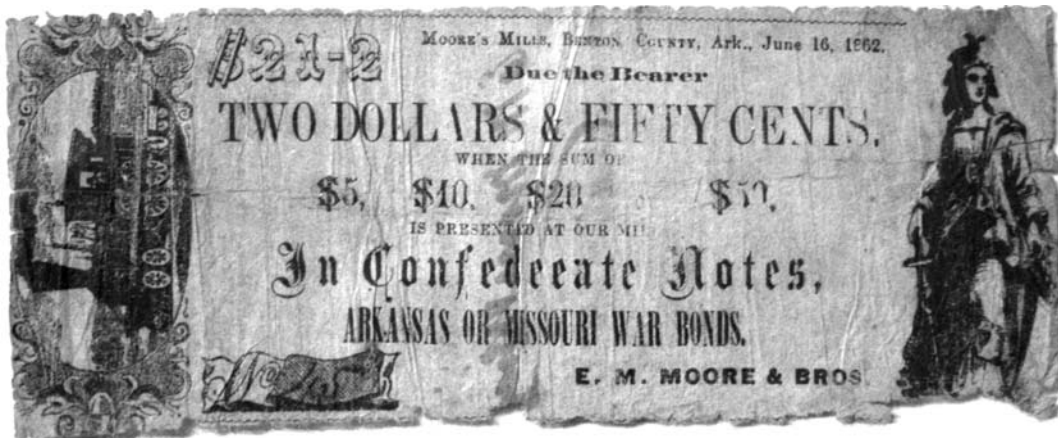 $2 1-2
MOORE'S MILLS, BENTON COUNTY, Ark., June 16, 1862.
Due the Bearer
TWO DOLLARS & FIFTY CENTS,
WHEN THE SUM OF
$5, $10, $20 $50,
IS PRESENTED AT OUR
In Confedeeate Notes,
ARKANSAS OR MISSOURI WAR BONDS.
E. M. MOORE & BROS